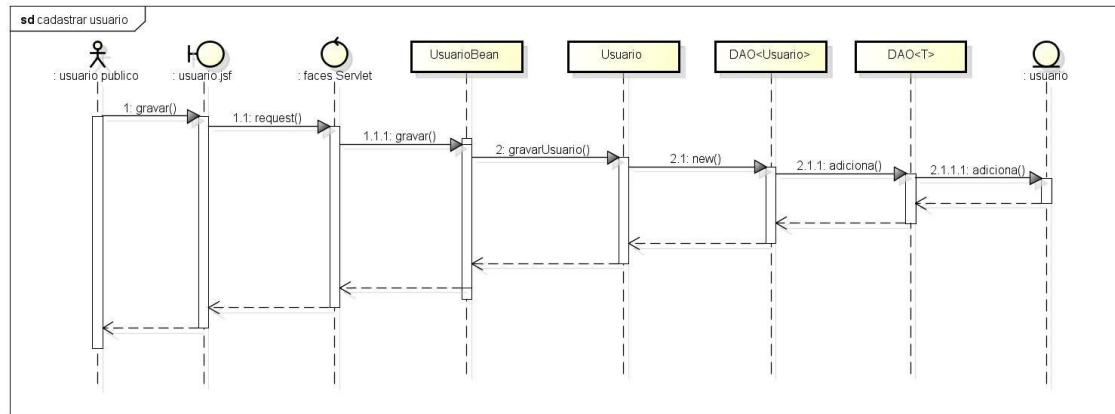 sd cadastrar usuario
: usuario publico
: usuario.jsf
: faces Servlet
UsuarioBean
Usuario
DAO<Usuario>
DAO<T>
: usuario
1: gravar()
1.1: request()
1.1.1: gravar()
2: gravarUsuario()
2.1: new()
2.1.1: adiciona()
2.1.1.1: adiciona()